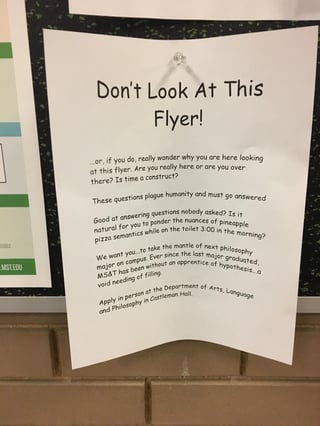 Don't Look At This
Flyer!
...or, if you do, really wonder why you are here looking
at this flyer. Are you really here or are you over
there? Is time a construct?
These questions plague humanity and must go answered
Good at answering questions nobody asked? Is it
natural for you to ponder the nuances of pineapple
pizza semantics while on the toilet 3:00 in the morning?
We want you...to take the mantle of next philosophy
major on campus. Ever since the last major graduated,
MS&T has been without an apprentice of hypothesis...a
void needing of filling.
Apply in person at the Department of Arts, Language
and Philosophy in Castleman Hall.
.MST.EDU